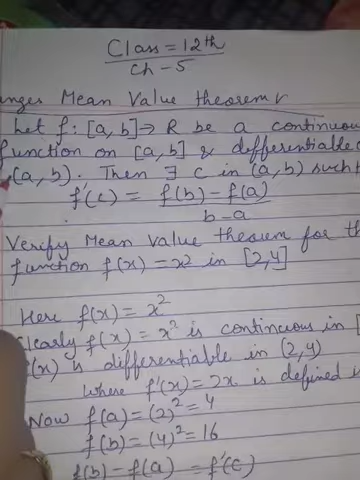 Class = 12th
Ch - 5
anges Mean Value theorem
Let f : [a, b] → R be a continuou
function on [a, b] & differentiable o
(a, b). Then ∃ c in (a, b) such t
f'(c) = f(b) - f(a)
b - a
Verify Mean Value theorem for th
function f(x) = x² in [2,4]
Here f(x) = x²
Clearly f(x) = x² is continuous in [
f(x) is differentiable in (2,4)
Where f'(x) = 2x is defined i
Now f(a) = (2)² = 4
f(b) = (4)² = 16
f(b) - f(a) = f'(c)